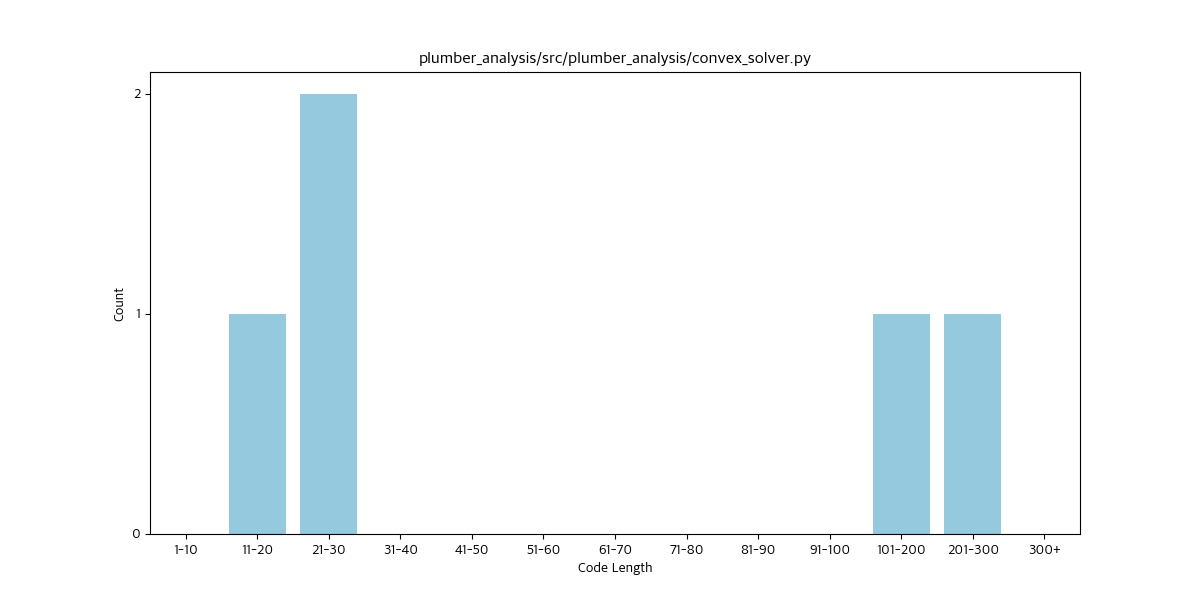 plumber_analysis/src/plumber_analysis/convex_solver.py
2
1
0
Count
1-10 11-20 21-30 31-40 41-50 51-60 61-70 71-80 81-90 91-100 101-200 201-300 300+
Code Length